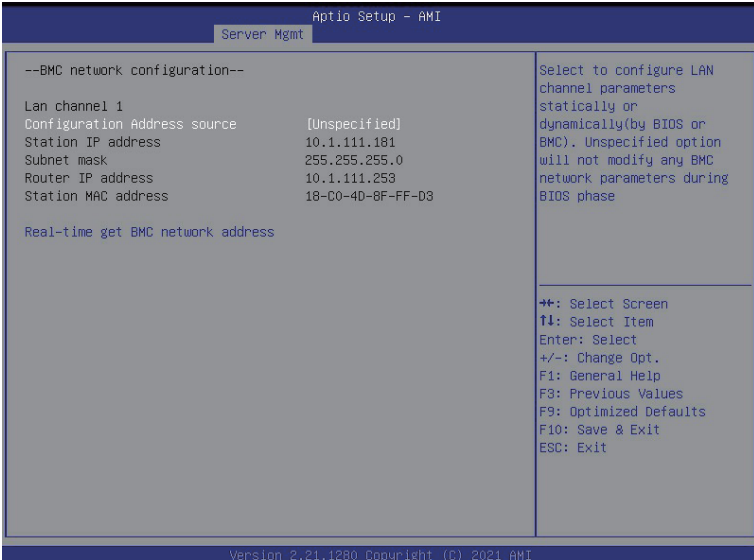 Aptio Setup – AMI
Server Mgmt
--BMC network configuration--
Lan channel 1
Configuration Address source [Unspecified]
Station IP address 10.1.111.181
Subnet mask 255.255.255.0
Router IP address 10.1.111.253
Station MAC address 18-C0-4D-8F-FF-D3
Real-time get BMC network address
Select to configure LAN
channel parameters
statically or
dynamically(by BIOS or
BMC). Unspecified option
will not modify any BMC
network parameters during
BIOS phase
→←: Select Screen
↑↓: Select Item
Enter: Select
+/-: Change Opt.
F1: General Help
F3: Previous Values
F9: Optimized Defaults
F10: Save & Exit
ESC: Exit
Version 2.21.1280 Copyright (C) 2021 AMI